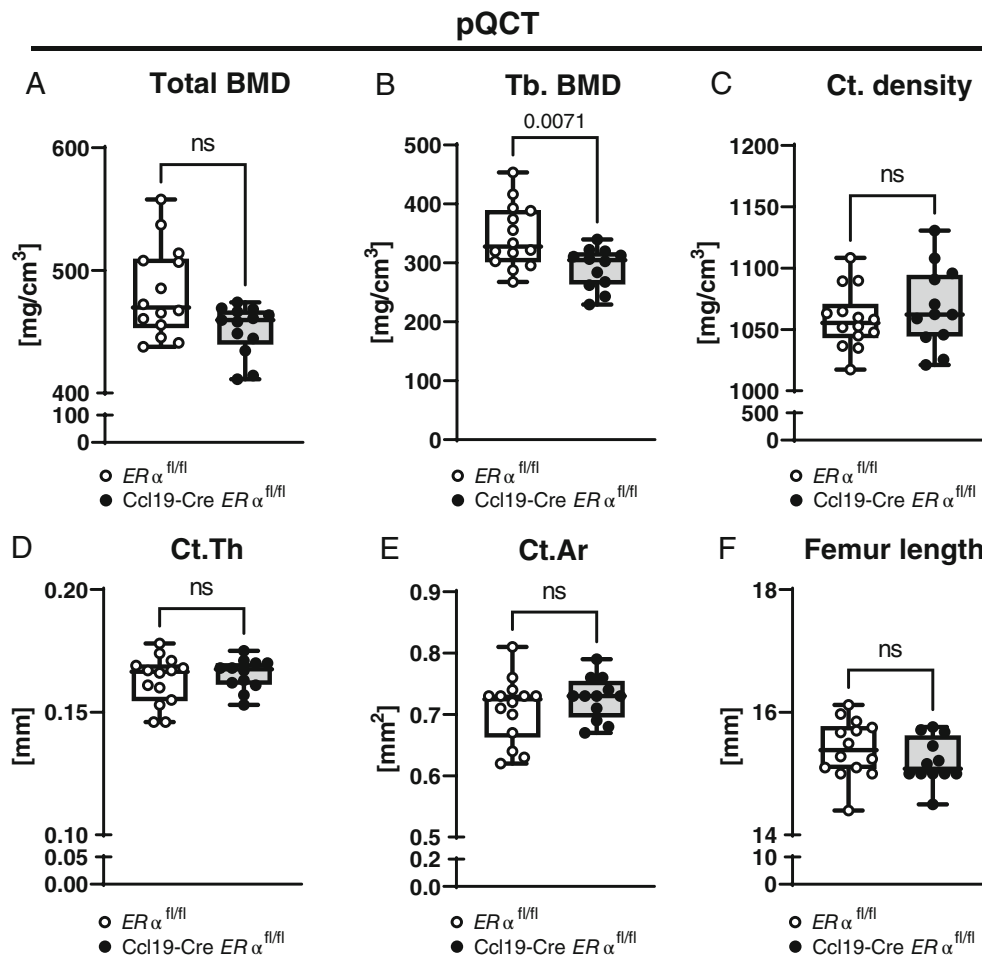 pQCT
A Total BMD
ns
600
500
400
100
0
[mg/cm³]
ERα^fl/fl
Ccl19-Cre ERα^fl/fl
B Tb. BMD
0.0071
500
400
300
200
100
0
[mg/cm³]
ERα^fl/fl
Ccl19-Cre ERα^fl/fl
C Ct. density
ns
1200
1150
1100
1050
1000
500
0
[mg/cm³]
ERα^fl/fl
Ccl19-Cre ERα^fl/fl
D Ct.Th
ns
0.20
0.15
0.10
0.05
0.00
[mm]
ERα^fl/fl
Ccl19-Cre ERα^fl/fl
E Ct.Ar
ns
0.9
0.8
0.7
0.6
0.5
0.2
0.0
[mm²]
ERα^fl/fl
Ccl19-Cre ERα^fl/fl
F Femur length
ns
18
16
14
10
0
[mm]
ERα^fl/fl
Ccl19-Cre ERα^fl/fl